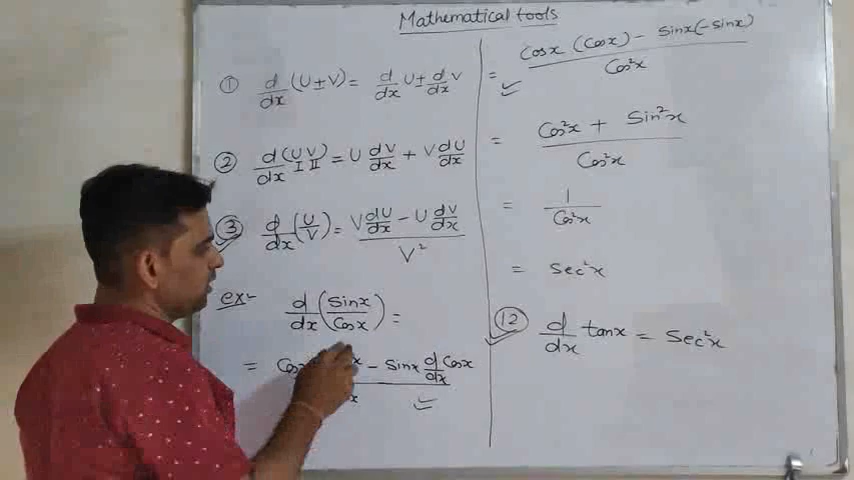 Mathematical tools
① d/dx (U ± V) = d/dx U ± d/dx V
② d/dx (U V) = U dV/dx + V dU/dx
I II
③ d/dx (U/V) = (V dU/dx − U dV/dx) / V²
ex- d/dx (Sinx/Cosx) =
= Cosx − Sinx d/dx Cosx
x
= (Cosx (Cosx) − Sinx(−Sinx)) / Cos²x
= (Cos²x + Sin²x) / Cos²x
= 1 / Cos²x
= Sec²x
⑫ d/dx tanx = Sec²x